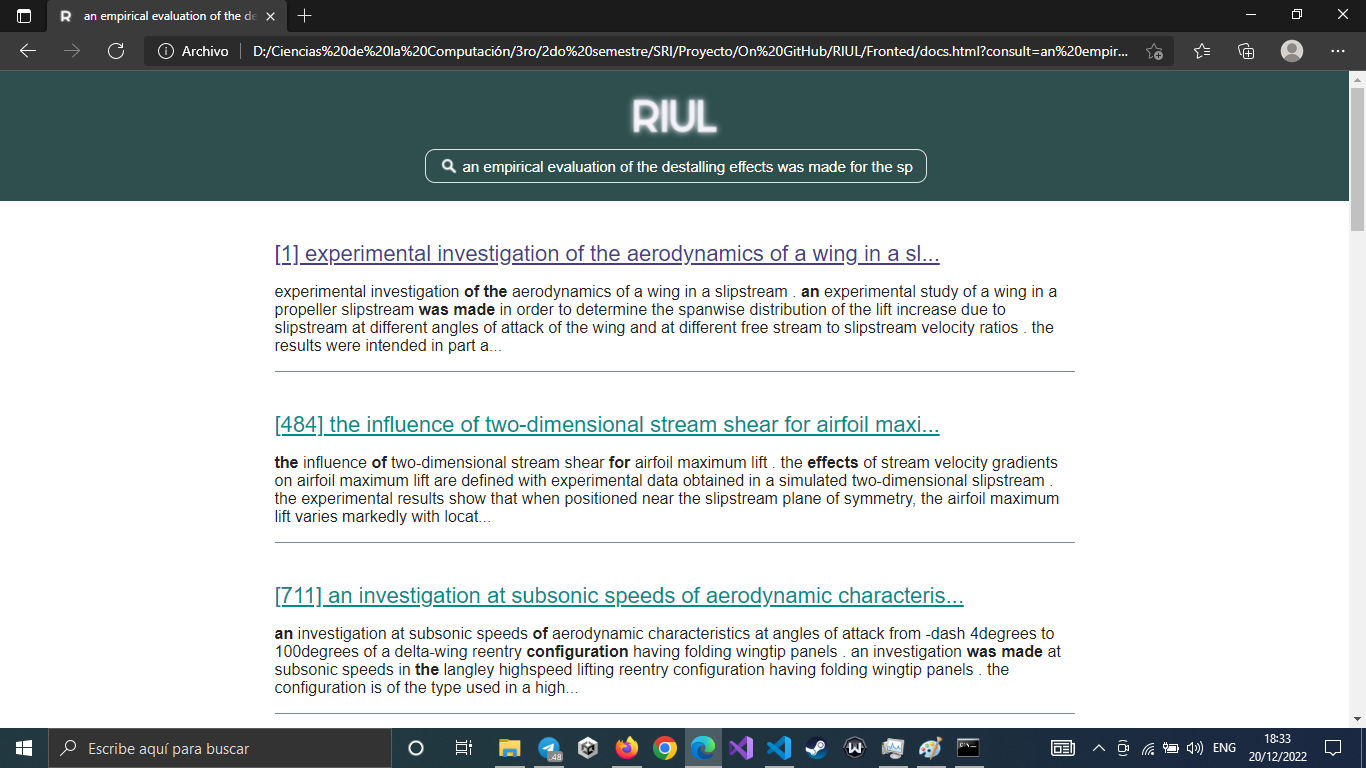 an empirical evaluation of the de
Archivo
D:/Ciencias%20de%20la%20Computación/3ro/2do%20semestre/SRI/Proyecto/On%20GitHub/RIUL/Fronted/docs.html?consult=an%20empir...
RIUL
an empirical evaluation of the destalling effects was made for the sp
[1] experimental investigation of the aerodynamics of a wing in a sl...
experimental investigation of the aerodynamics of a wing in a slipstream . an experimental study of a wing in a
propeller slipstream was made in order to determine the spanwise distribution of the lift increase due to
slipstream at different angles of attack of the wing and at different free stream to slipstream velocity ratios . the
results were intended in part a...
[484] the influence of two-dimensional stream shear for airfoil maxi...
the influence of two-dimensional stream shear for airfoil maximum lift . the effects of stream velocity gradients
on airfoil maximum lift are defined with experimental data obtained in a simulated two-dimensional slipstream .
the experimental results show that when positioned near the slipstream plane of symmetry, the airfoil maximum
lift varies markedly with locat...
[711] an investigation at subsonic speeds of aerodynamic characteris...
an investigation at subsonic speeds of aerodynamic characteristics at angles of attack from -dash 4degrees to
100degrees of a delta-wing reentry configuration having folding wingtip panels . an investigation was made at
subsonic speeds in the langley highspeed lifting reentry configuration having folding wingtip panels . the
configuration is of the type used in a high...
Escribe aquí para buscar
48
ENG
18:33
20/12/2022